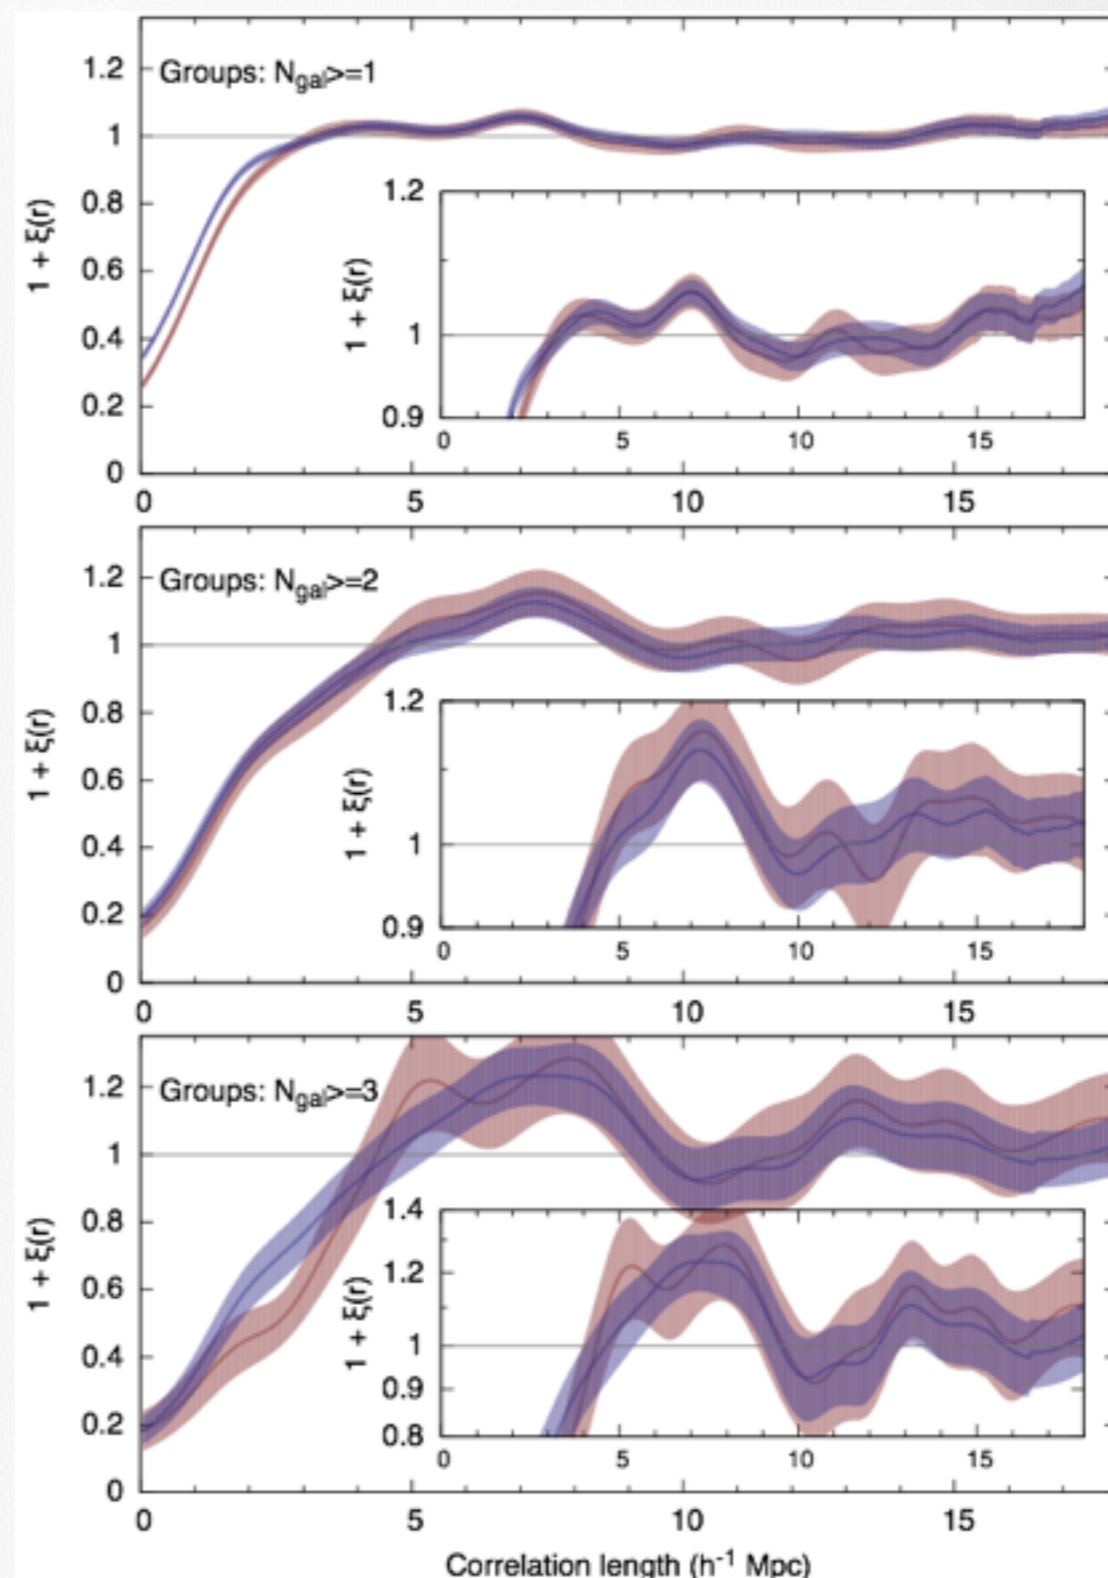 Groups: N_gal>=1
1 + ξ(r)
1.2
1
0.8
0.6
0.4
0.2
0
0 5 10 15
1 + ξ(r)
1.2
1
0.9
0 5 10 15
Groups: N_gal>=2
1 + ξ(r)
1.2
1
0.8
0.6
0.4
0.2
0
0 5 10 15
1 + ξ(r)
1.2
1
0.9
0 5 10 15
Groups: N_gal>=3
1 + ξ(r)
1.2
1
0.8
0.6
0.4
0.2
0
0 5 10 15
1 + ξ(r)
1.4
1.2
1
0.9
0.8
0 5 10 15
Correlation length (h⁻¹ Mpc)